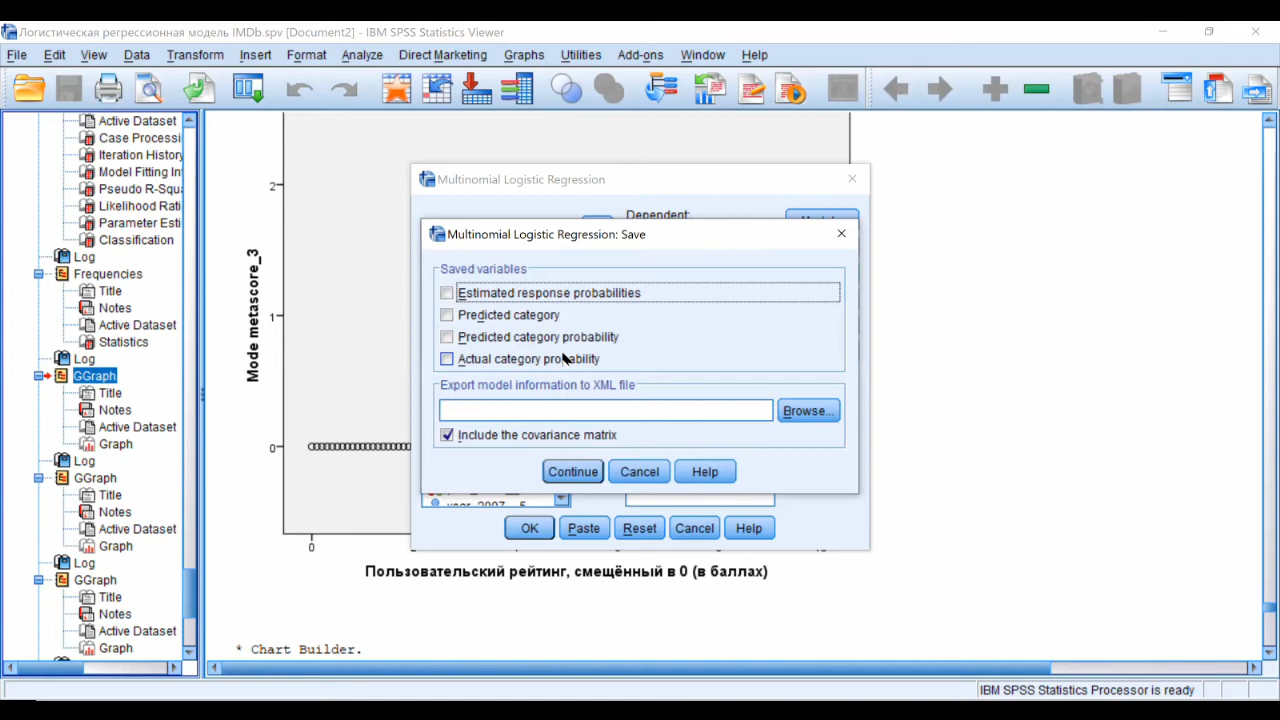 Логистическая регрессионная модель IMDb.spv [Document2] - IBM SPSS Statistics Viewer
File Edit View Data Transform Insert Format Analyze Direct Marketing Graphs Utilities Add-ons Window Help
Active Dataset
Case Processi
Iteration History
Model Fitting In
Pseudo R-Squa
Likelihood Rati
Parameter Esti
Classification
Log
Frequencies
Title
Notes
Active Dataset
Statistics
Log
GGraph
Title
Notes
Active Dataset
Graph
Log
GGraph
Title
Notes
Active Dataset
Graph
Log
GGraph
Title
Notes
Active Dataset
Graph
2
1
0
Mode metascore_3
0
Пользовательский рейтинг, смещённый в 0 (в баллах)
* Chart Builder.
Multinomial Logistic Regression
Dependent:
Multinomial Logistic Regression: Save
Saved variables
Estimated response probabilities
Predicted category
Predicted category probability
Actual category probability
Export model information to XML file
Browse...
Include the covariance matrix
Continue Cancel Help
OK Paste Reset Cancel Help
IBM SPSS Statistics Processor is ready